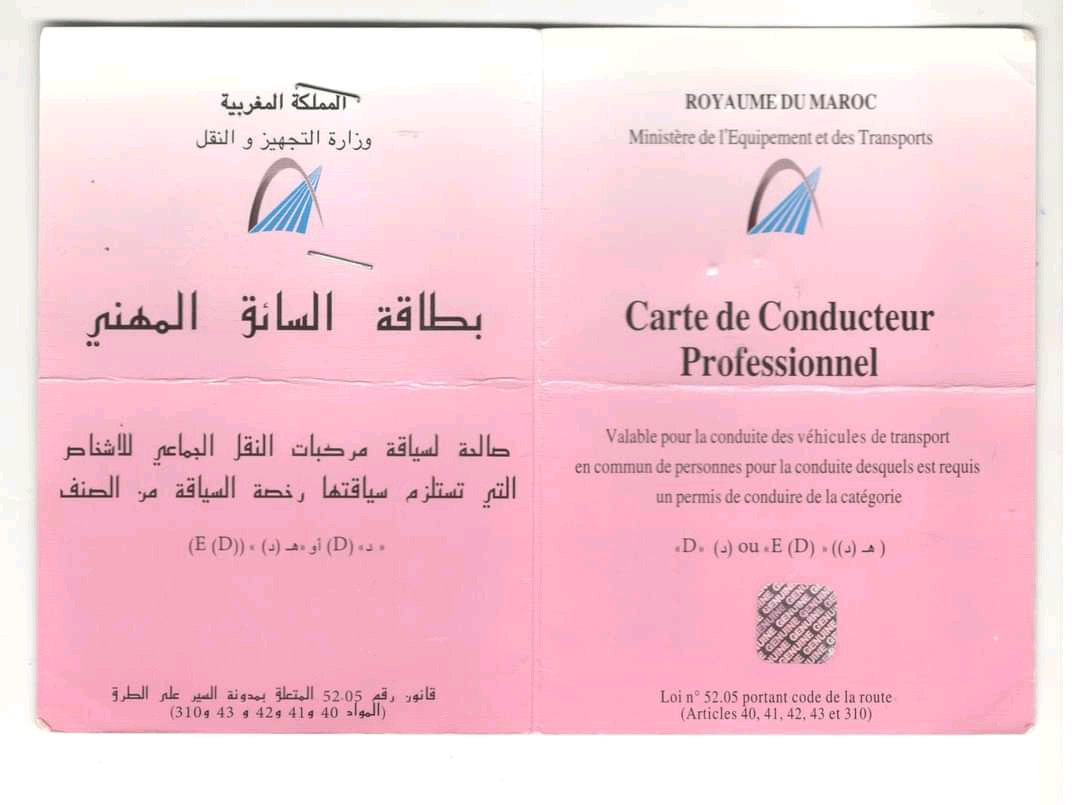 المملكة المغربية
وزارة التجهيز و النقل
بطاقة السائق المهني
صالحة لسياقة مركبات النقل الجماعي للأشخاص
التي تستلزم سياقتها رخصة السياقة من الصنف
« د» (D) أو «هـ (د) » ((E (D)
قانون رقم 52.05 المتعلق بمدونة السير على الطرق
(المواد 40 و41 و42 و 43 و310)
ROYAUME DU MAROC
Ministère de l'Equipement et des Transports
Carte de Conducteur
Professionnel
Valable pour la conduite des véhicules de transport
en commun de personnes pour la conduite desquels est requis
un permis de conduire de la catégorie
«D» (د) ou «E (D) » ((د) هـ )
GENUINE GENUINE
Loi n° 52.05 portant code de la route
(Articles 40, 41, 42, 43 et 310)